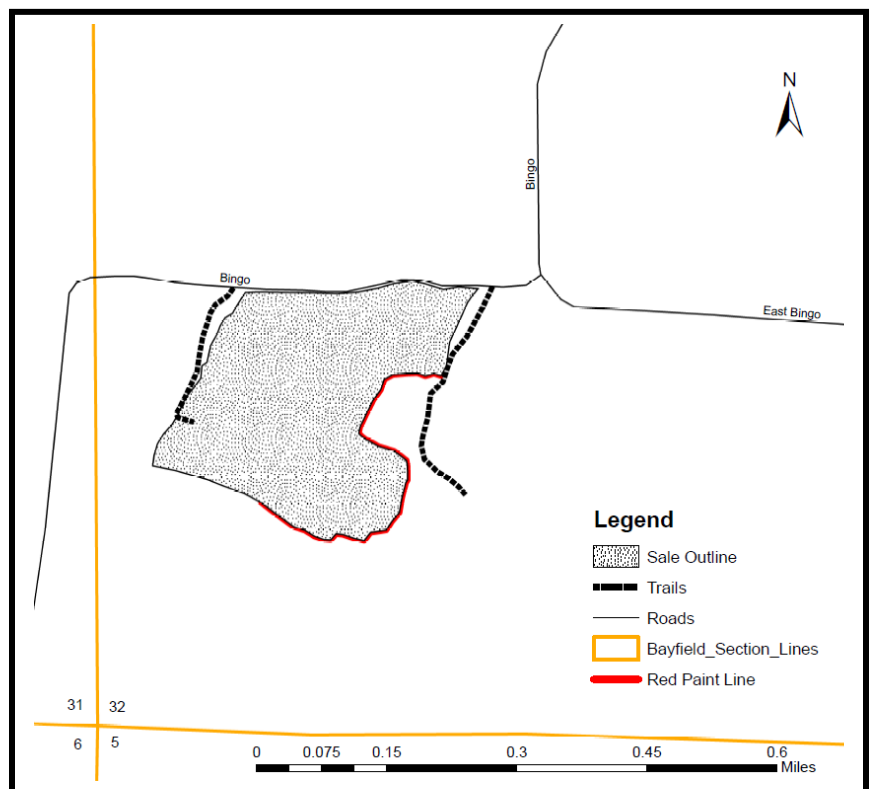 N
Bingo
Bingo
East Bingo
Legend
Sale Outline
Trails
Roads
Bayfield_Section_Lines
Red Paint Line
31 32
6 5
0 0.075 0.15 0.3 0.45 0.6
Miles